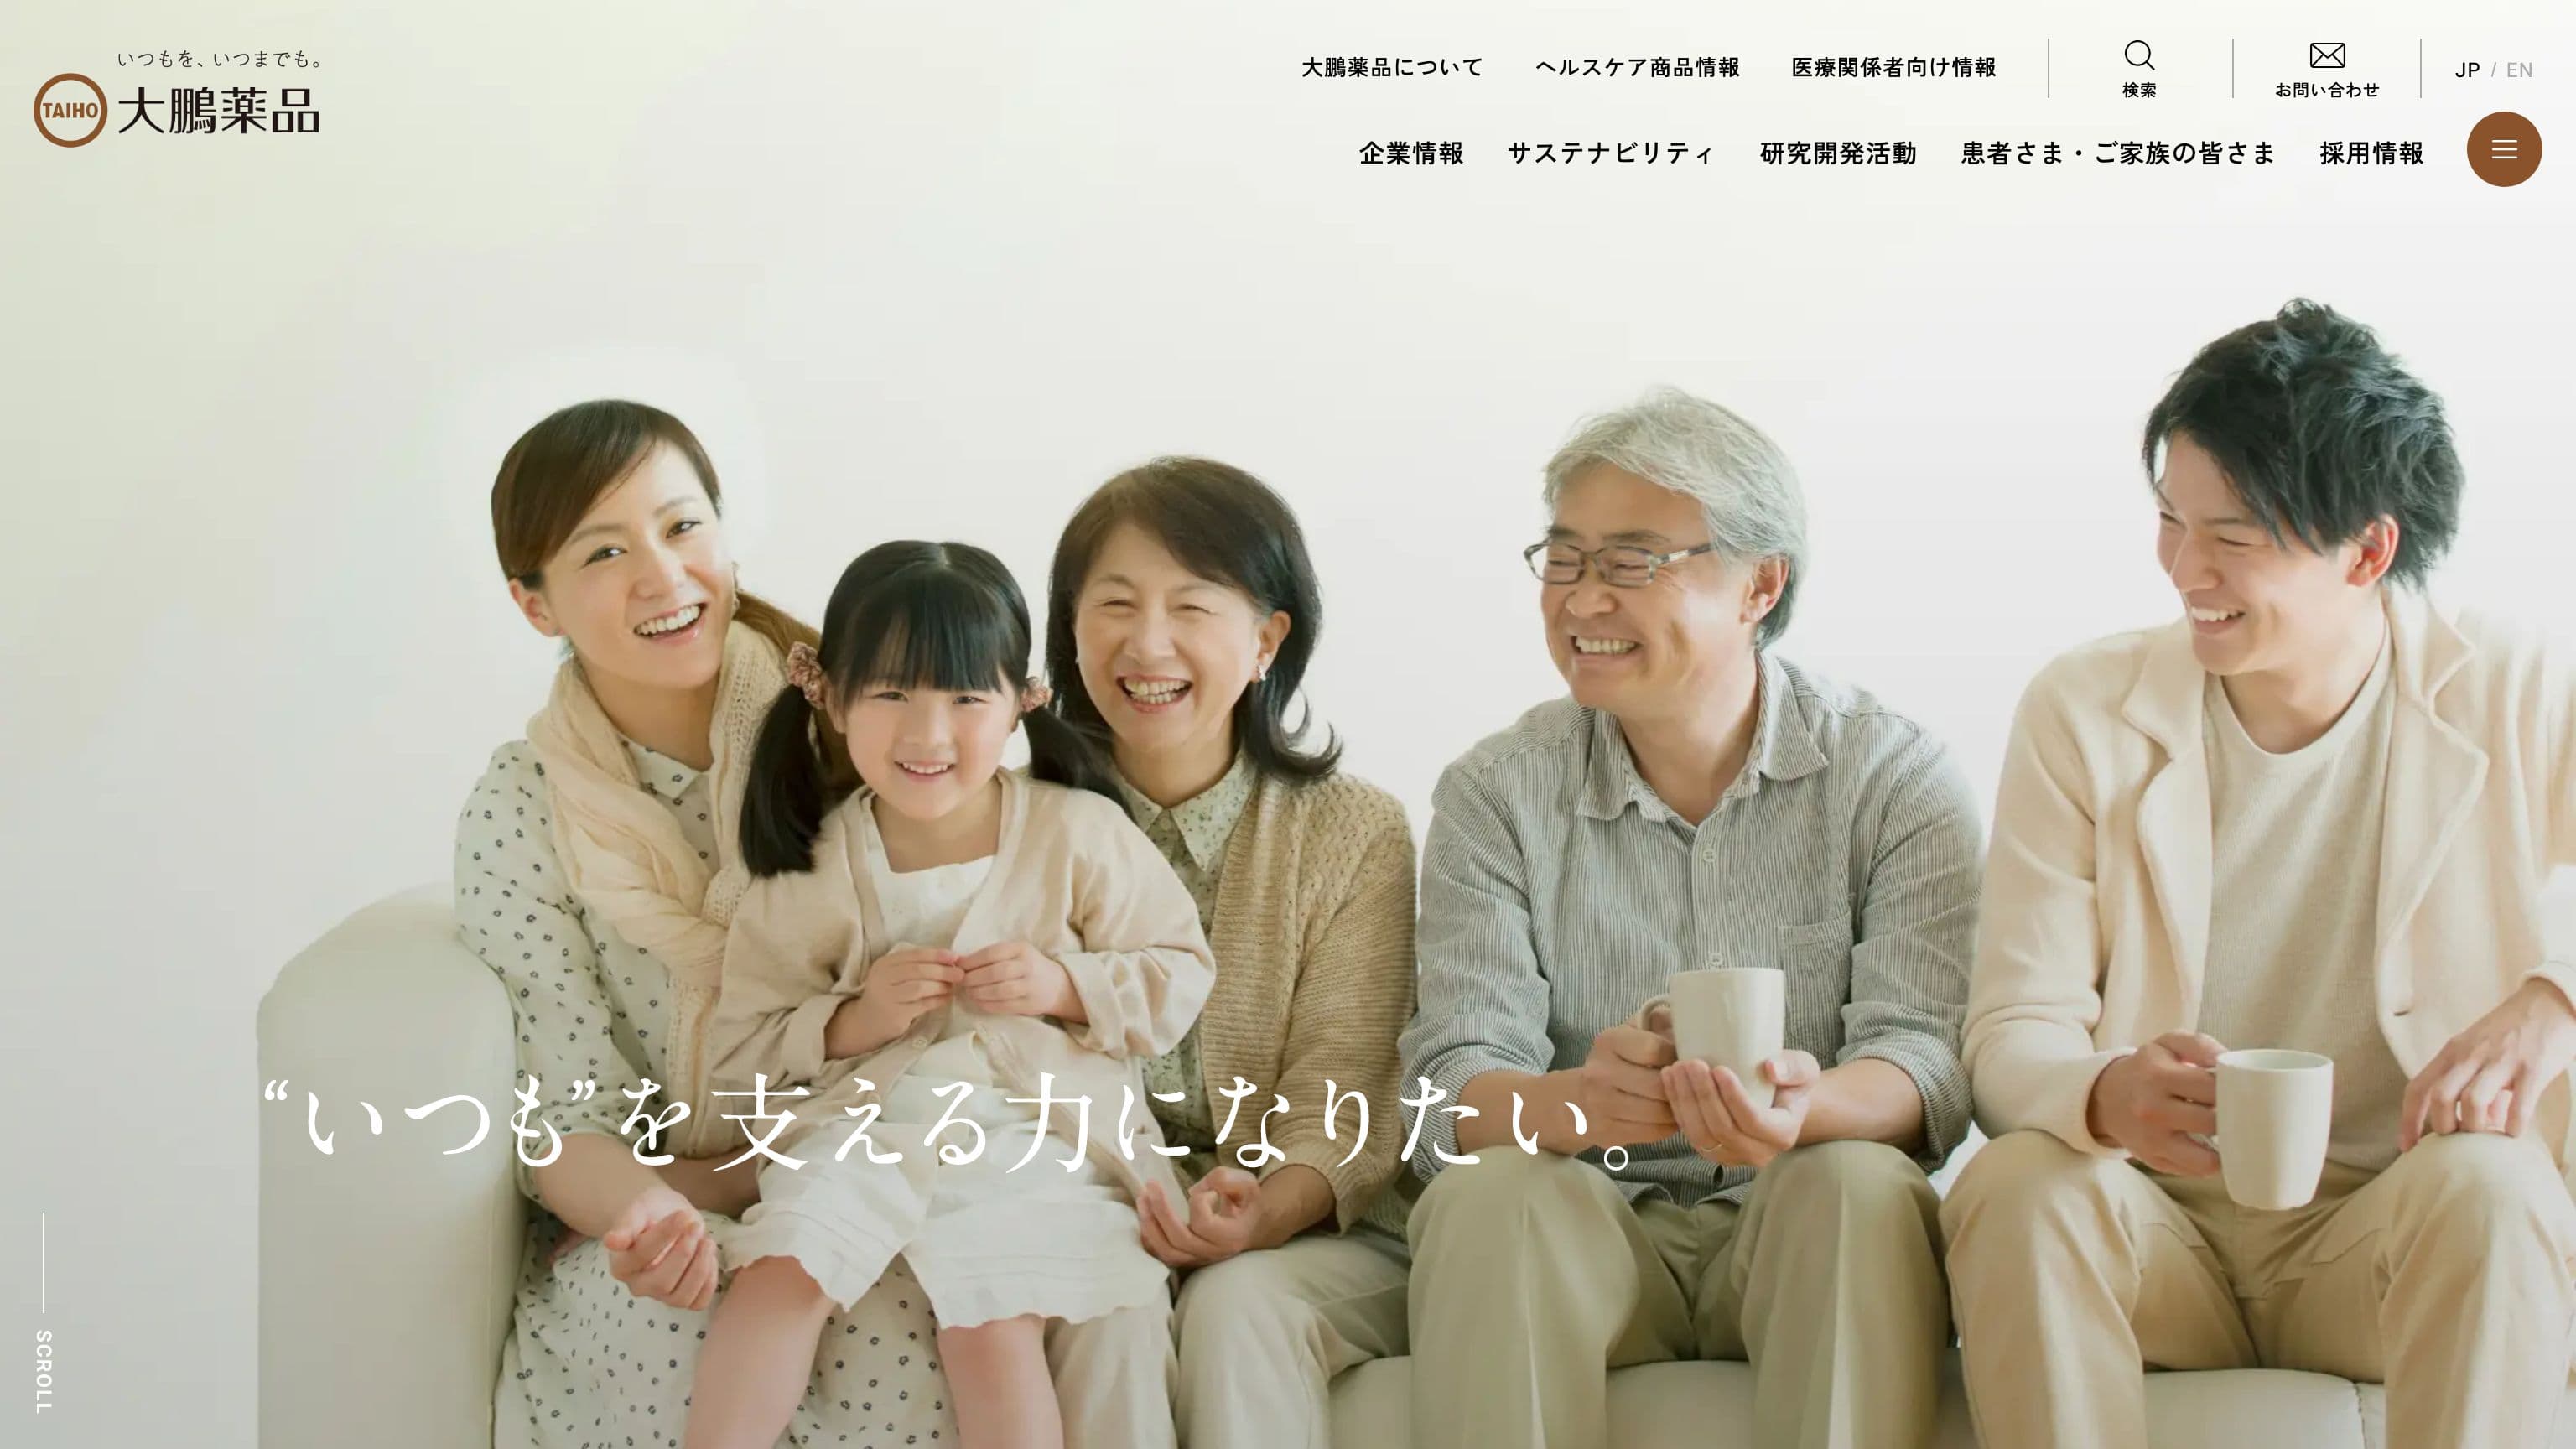 いつもを、いつまでも。
TAIHO 大鵬薬品
大鵬薬品について ヘルスケア商品情報 医療関係者向け情報 検索 お問い合わせ JP / EN
企業情報 サステナビリティ 研究開発活動 患者さま・ご家族の皆さま 採用情報
“いつも”を支える力になりたい。
SCROLL